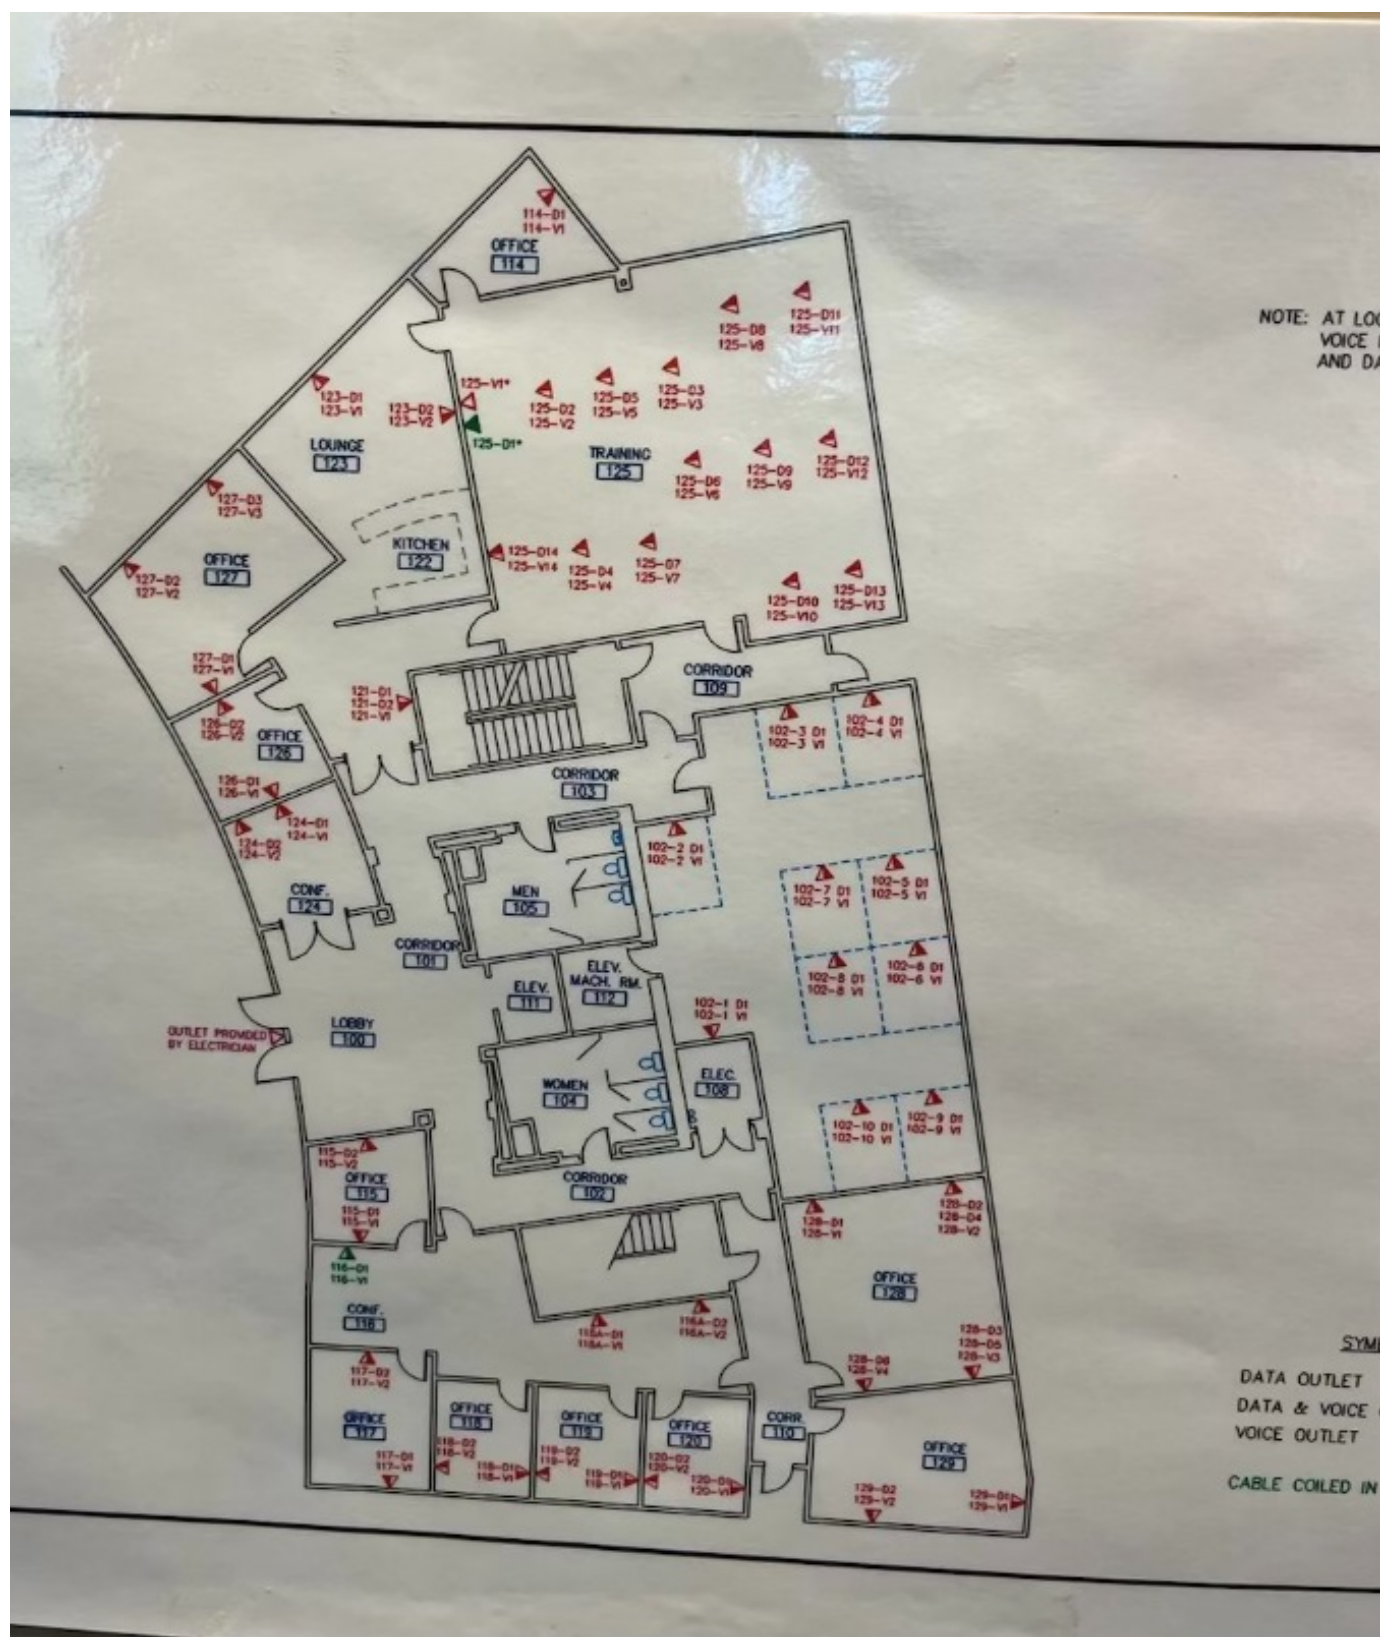 114-D1
114-V1
OFFICE
114
125-D11
125-V11
125-D8
125-V8
NOTE: AT LOC
VOICE
AND DA
123-D1
123-V1
123-D2
123-V2
125-V1*
125-D1*
125-D2
125-V2
125-D5
125-V5
125-D3
125-V3
LOUNGE
123
TRAINING
125
125-D6
125-V6
125-D9
125-V9
125-D12
125-V12
127-D3
127-V3
OFFICE
127
KITCHEN
122
127-D2
127-V2
125-D14
125-V14
125-D4
125-V4
125-D7
125-V7
125-D10
125-V10
125-D13
125-V13
127-D1
127-V1
121-D1
121-D2
121-V1
CORRIDOR
109
126-D2
126-V2
OFFICE
126
102-3 D1
102-3 V1
102-4 D1
102-4 V1
126-D1
126-V1
CORRIDOR
103
124-D1
124-V1
124-D2
124-V2
102-2 D1
102-2 V1
CONF.
124
MEN
105
102-7 D1
102-7 V1
102-5 D1
102-5 V1
CORRIDOR
101
ELEV.
111
ELEV.
MACH. RM.
112
102-8 D1
102-8 V1
102-6 D1
102-6 V1
OUTLET PROVIDED
BY ELECTRICIAN
LOBBY
100
102-1 D1
102-1 V1
WOMEN
104
ELEC.
108
102-10 D1
102-10 V1
102-9 D1
102-9 V1
115-D2
115-V2
OFFICE
115
115-D1
115-V1
CORRIDOR
102
128-D1
128-V1
128-D2
128-D4
128-V2
116-D1
116-V1
CONF.
116
OFFICE
128
116A-D1
116A-V1
116A-D2
116A-V2
128-D3
128-D5
128-V3
128-D6
128-V4
117-D2
117-V2
OFFICE
117
117-D1
117-V1
OFFICE
118
118-D2
118-V2
118-D1
118-V1
OFFICE
119
119-D2
119-V2
119-D1
119-V1
OFFICE
120
120-D2
120-V2
120-D1
120-V1
CORR.
110
OFFICE
129
129-D2
129-V2
129-D1
129-V1
SYM
DATA OUTLET
DATA & VOICE
VOICE OUTLET
CABLE COILED IN